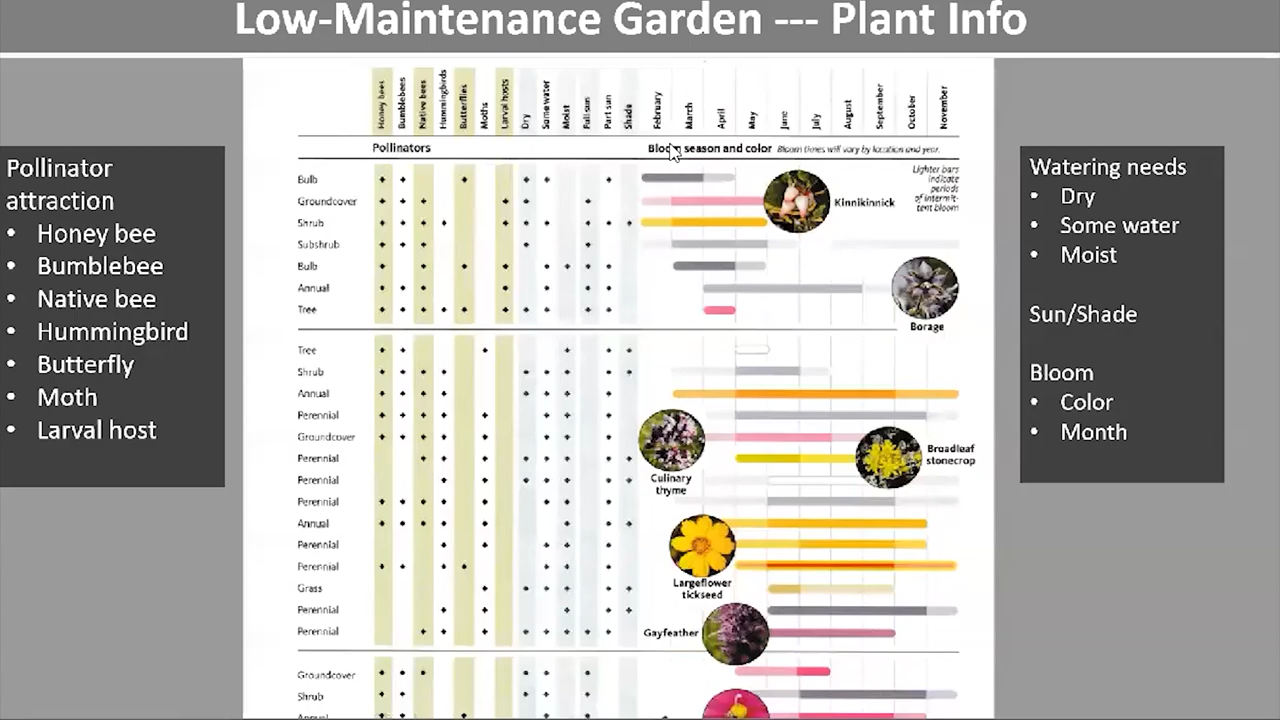 Low-Maintenance Garden --- Plant Info
Pollinator
attraction
• Honey bee
• Bumblebee
• Native bee
• Hummingbird
• Butterfly
• Moth
• Larval host
Honey bees
Bumblebees
Native bees
Hummingbirds
Butterflies
Moths
Larval hosts
Dry
Some water
Moist
Full sun
Part sun
Shade
February
March
April
May
June
July
August
September
October
November
Pollinators
Bloom season and color Bloom times will vary by location and year.
Lighter bars
indicate
periods
of intermit-
tent bloom
Bulb
Groundcover
Kinnikinnick
Shrub
Subshrub
Bulb
Annual
Tree
Borage
Tree
Shrub
Annual
Perennial
Groundcover
Perennial
Broadleaf
stonecrop
Perennial
Culinary
thyme
Perennial
Annual
Perennial
Perennial
Largeflower
tickseed
Grass
Perennial
Perennial
Gayfeather
Groundcover
Shrub
Annual
Watering needs
• Dry
• Some water
• Moist
Sun/Shade
Bloom
• Color
• Month